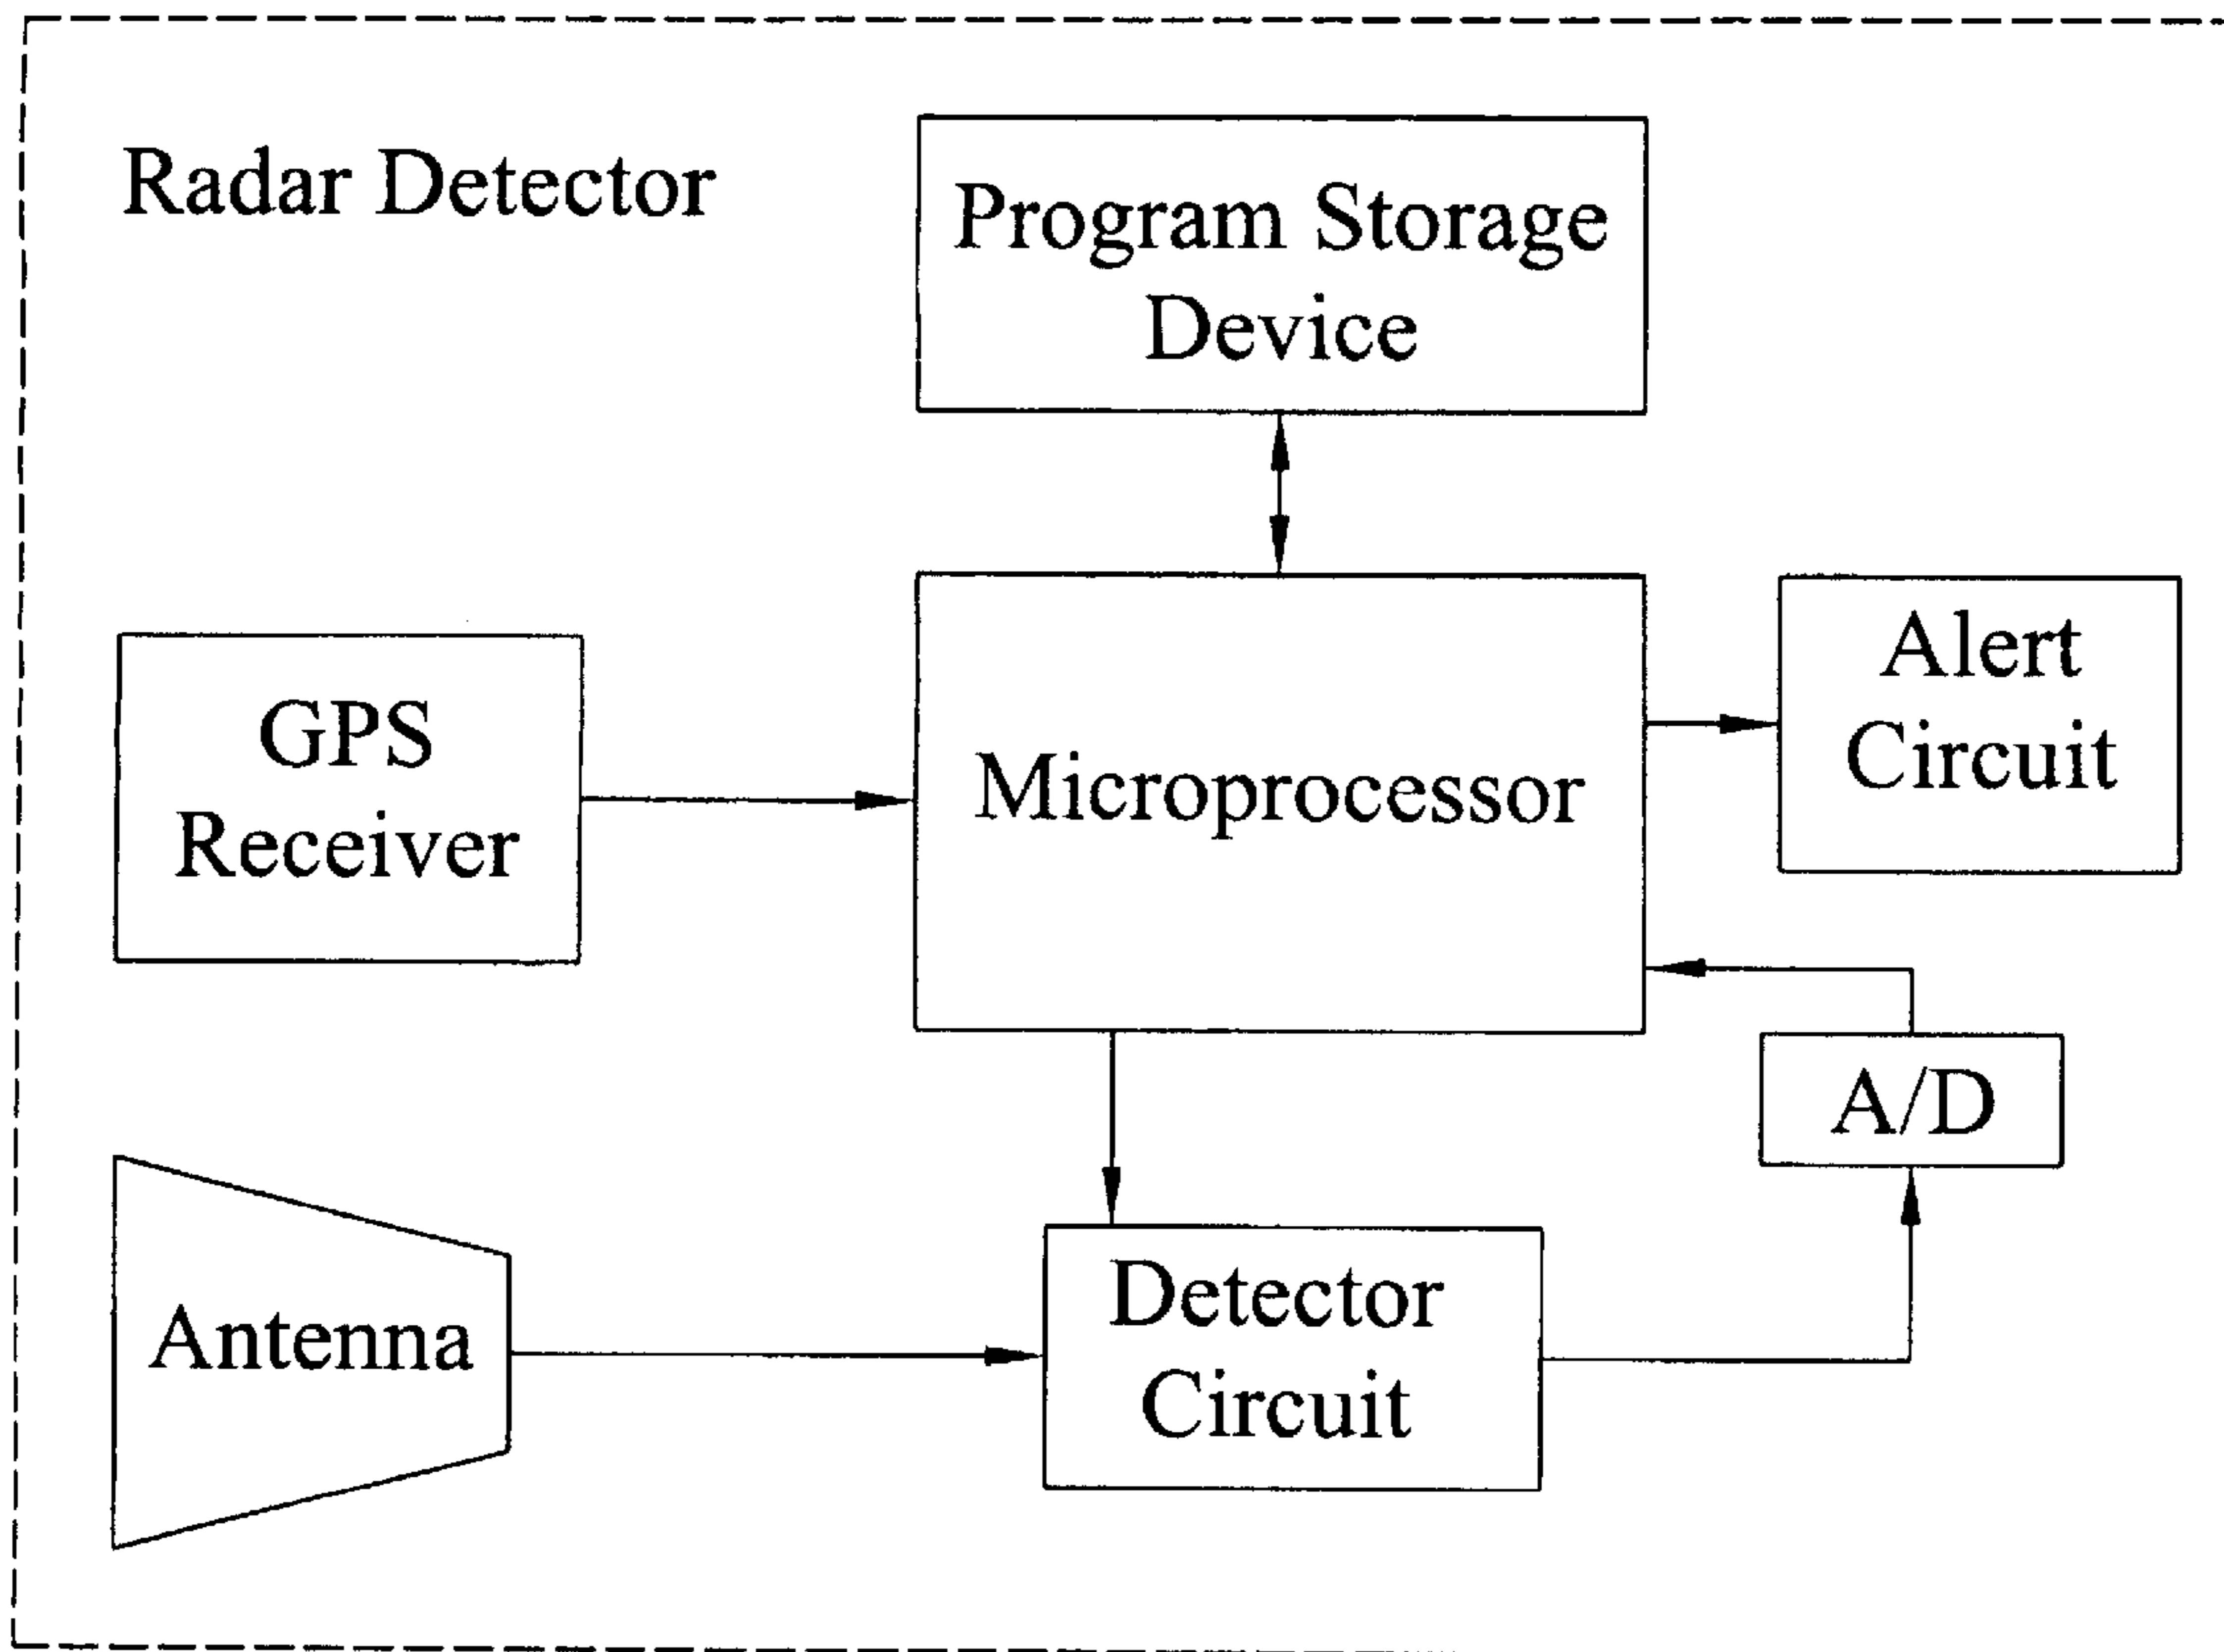 Radar Detector
Program Storage
Device
GPS
Receiver
Microprocessor
Alert
Circuit
A/D
Antenna
Detector
Circuit